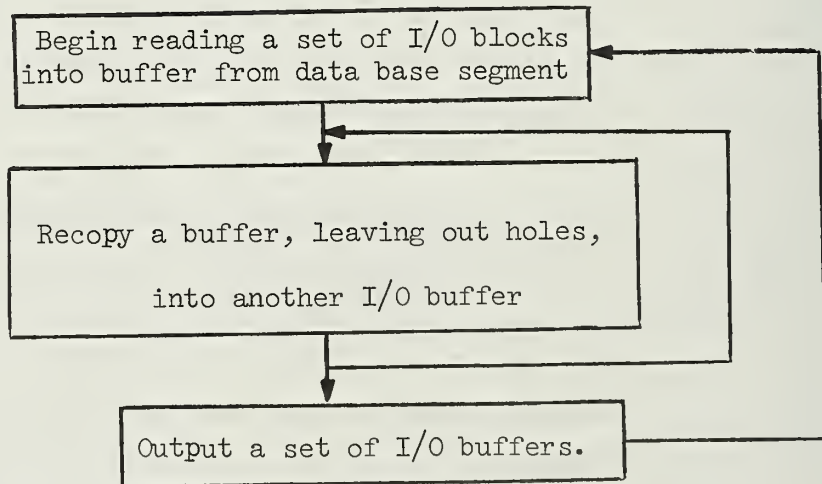 Begin reading a set of I/O blocks
into buffer from data base segment
Recopy a buffer, leaving out holes,
into another I/O buffer
Output a set of I/O buffers.